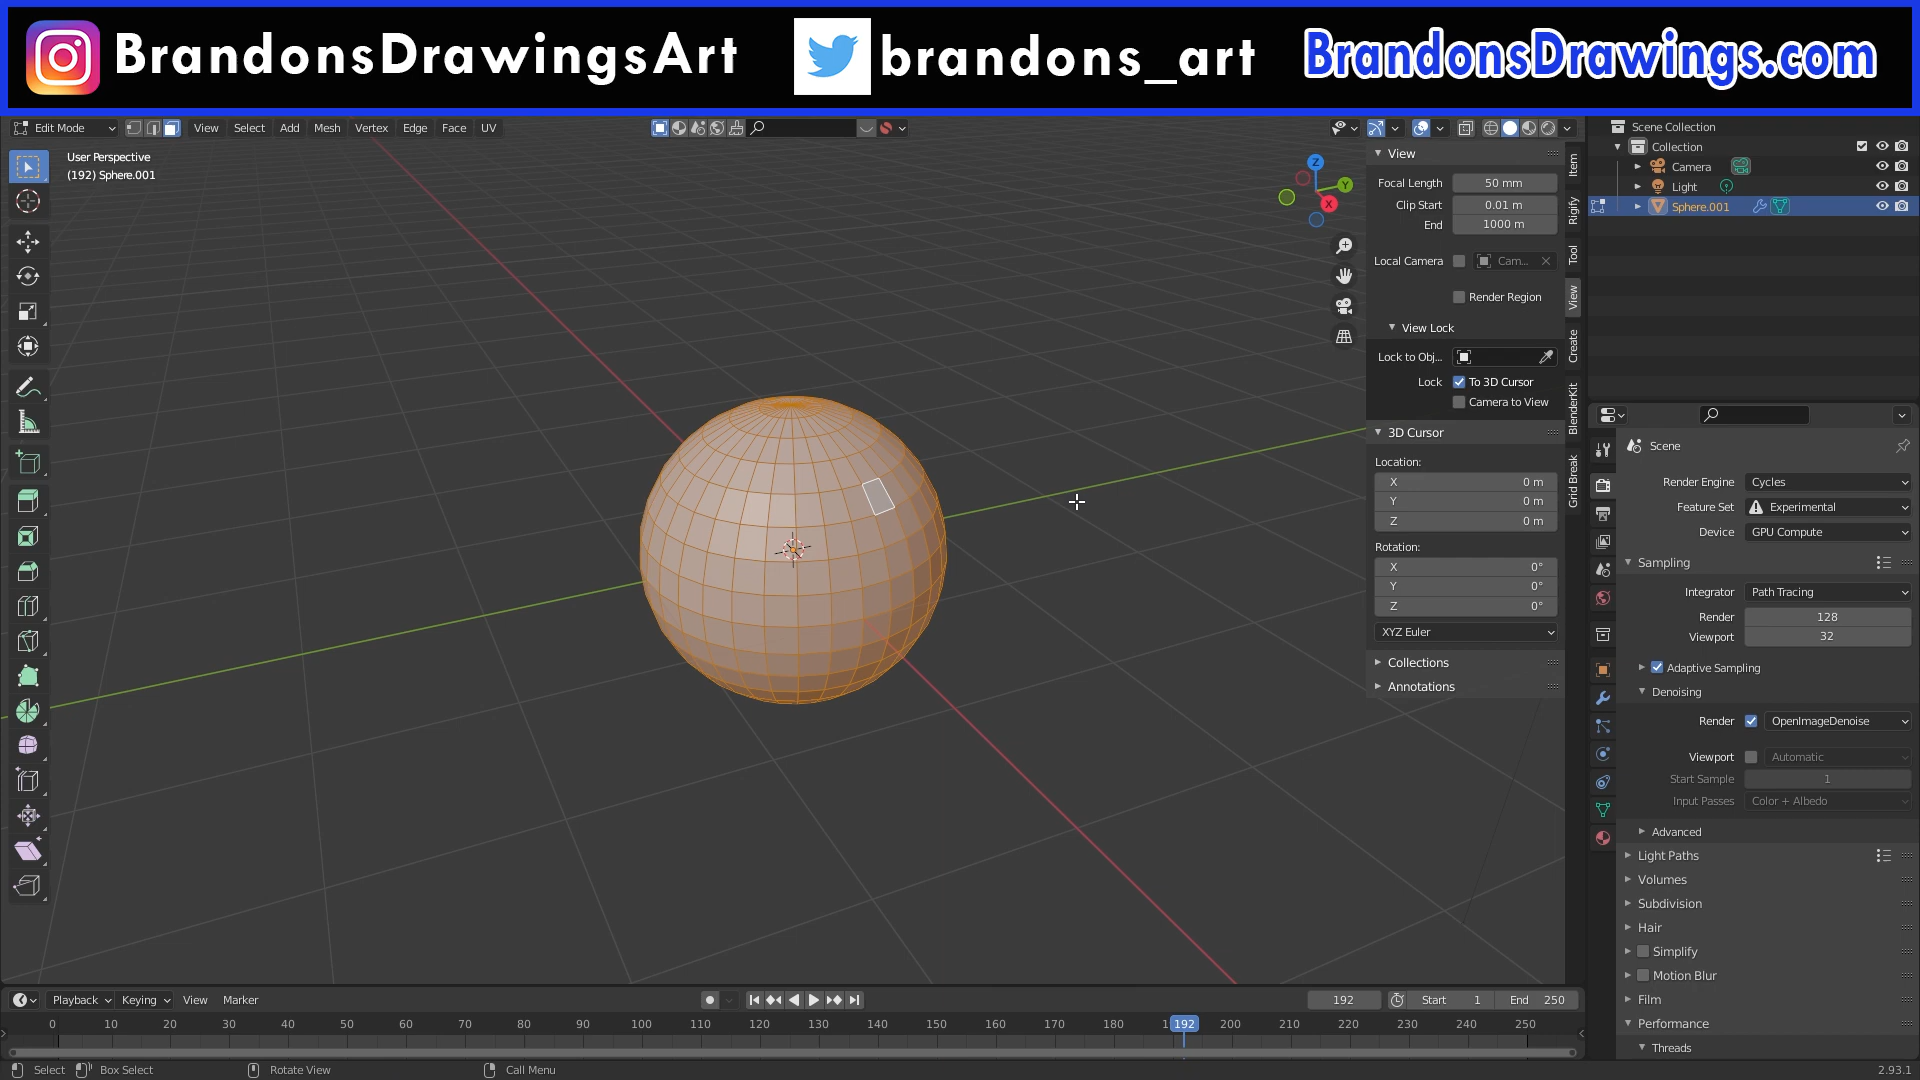 BrandonsDrawingsArt brandons_art BrandonsDrawings.com
Edit Mode View Select Add Mesh Vertex Edge Face UV
User Perspective
(192) Sphere.001
Z
Y
X
View
Focal Length 50 mm
Clip Start 0.01 m
End 1000 m
Local Camera Cam...
Render Region
View Lock
Lock to Obj...
Lock To 3D Cursor
Camera to View
3D Cursor
Location:
X 0 m
Y 0 m
Z 0 m
Rotation:
X 0°
Y 0°
Z 0°
XYZ Euler
Collections
Annotations
Item
Rigify
Tool
View
Create
BlenderKit
Grid Break
Scene Collection
Collection
Camera
Light
Sphere.001
Scene
Render Engine Cycles
Feature Set Experimental
Device GPU Compute
Sampling
Integrator Path Tracing
Render 128
Viewport 32
Adaptive Sampling
Denoising
Render OpenImageDenoise
Viewport Automatic
Start Sample 1
Input Passes Color + Albedo
Advanced
Light Paths
Volumes
Subdivision
Hair
Simplify
Motion Blur
Film
Performance
Threads
Playback Keying View Marker 192 Start 1 End 250
0 10 20 30 40 50 60 70 80 90 100 110 120 130 140 150 160 170 180 192 200 210 220 230 240 250
Select Box Select Rotate View Call Menu 2.93.1